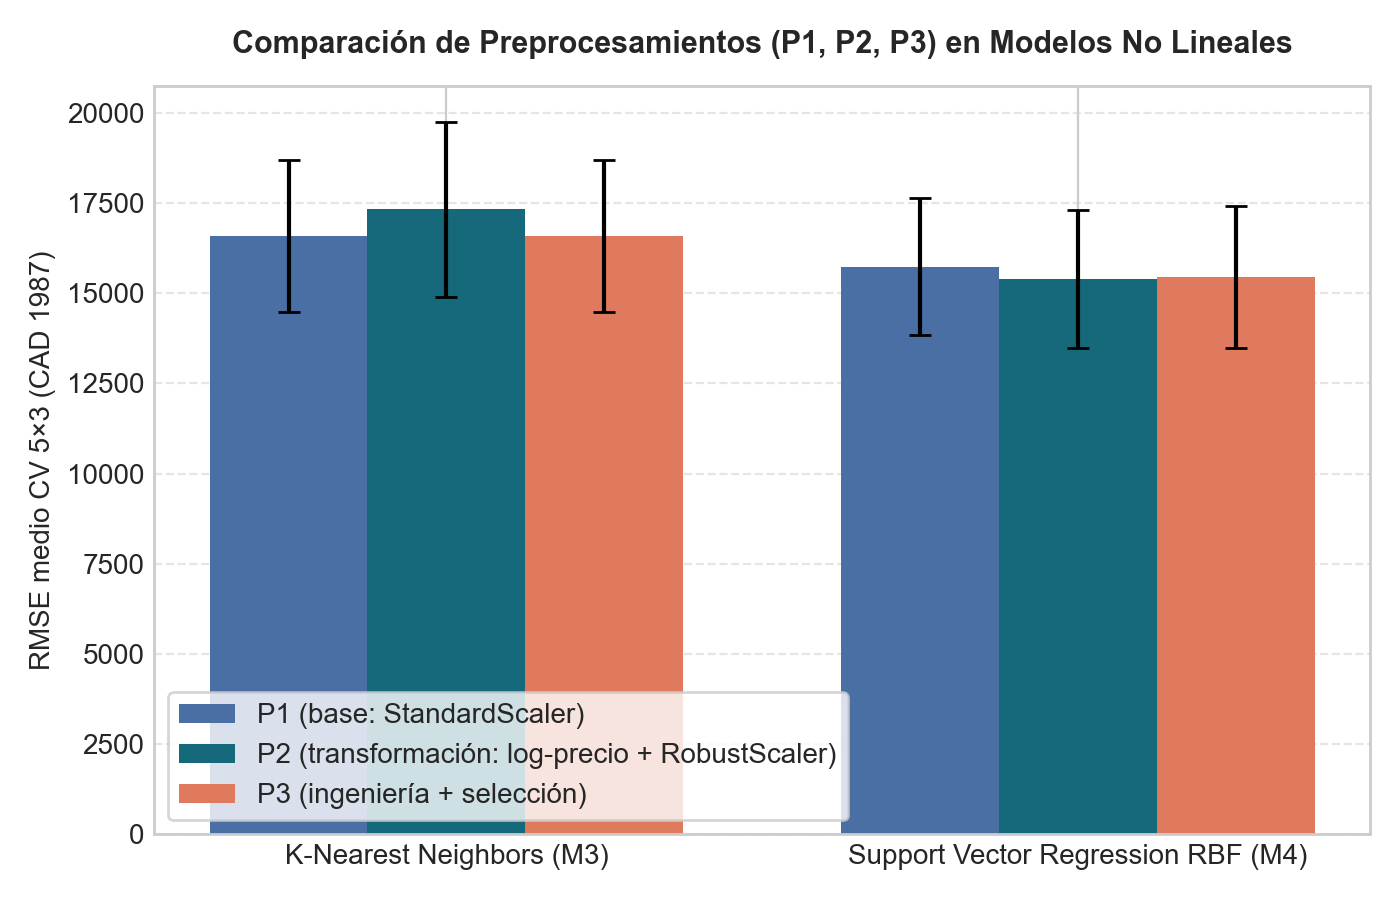 Comparación de Preprocesamientos (P1, P2, P3) en Modelos No Lineales
RMSE medio CV 5×3 (CAD 1987)
20000
17500
15000
12500
10000
7500
5000
2500
0
P1 (base: StandardScaler)
P2 (transformación: log-precio + RobustScaler)
P3 (ingeniería + selección)
K-Nearest Neighbors (M3)
Support Vector Regression RBF (M4)